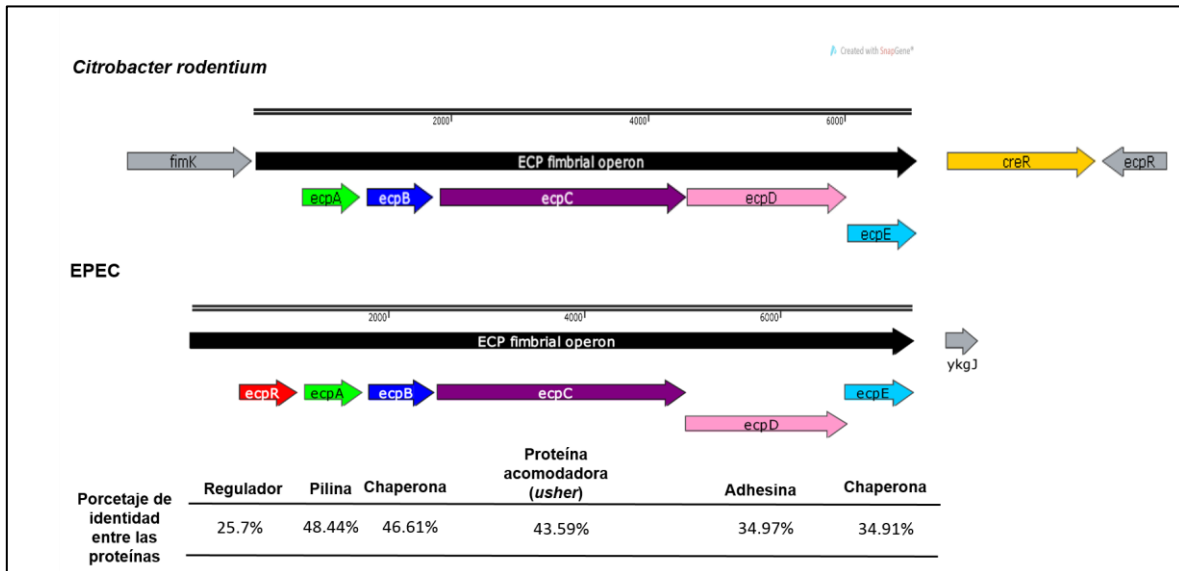 Created with SnapGene®
Citrobacter rodentium
2000 4000 6000
fimK ECP fimbrial operon creR ecpR
ecpA ecpB ecpC ecpD
ecpE
EPEC
2000 4000 6000
ECP fimbrial operon
ykgJ
ecpR ecpA ecpB ecpC ecpE
ecpD
Porcetaje de
identidad
entre las
proteínas
Regulador Pilina Chaperona Proteína
acomodadora
(usher) Adhesina Chaperona
25.7% 48.44% 46.61% 43.59% 34.97% 34.91%